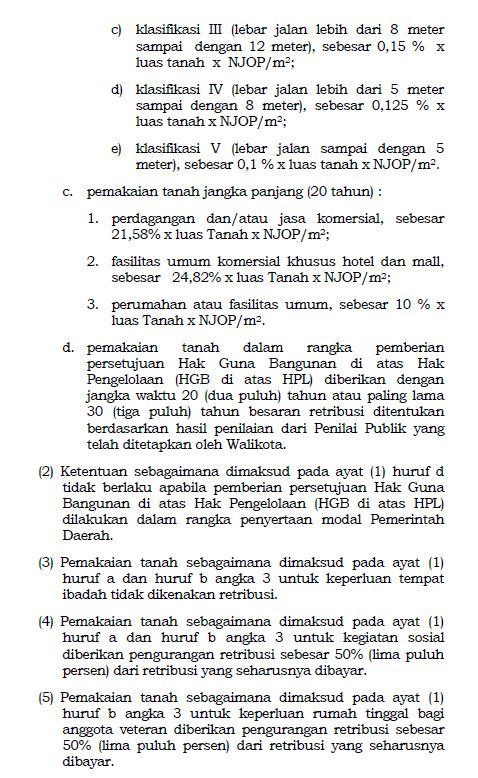 c) klasifikasi III (lebar jalan lebih dari 8 meter
sampai dengan 12 meter), sebesar 0,15 % x
luas tanah x NJOP/m²;
d) klasifikasi IV (lebar jalan lebih dari 5 meter
sampai dengan 8 meter), sebesar 0,125 % x
luas tanah x NJOP/m²;
e) klasifikasi V (lebar jalan sampai dengan 5
meter), sebesar 0,1 % x luas tanah x NJOP/m².
c. pemakaian tanah jangka panjang (20 tahun) :
1. perdagangan dan/atau jasa komersial, sebesar
21,58% x luas Tanah x NJOP/m²;
2. fasilitas umum komersial khusus hotel dan mall,
sebesar 24,82% x luas Tanah x NJOP/m²;
3. perumahan atau fasilitas umum, sebesar 10 % x
luas Tanah x NJOP/m².
d. pemakaian tanah dalam rangka pemberian
persetujuan Hak Guna Bangunan di atas Hak
Pengelolaan (HGB di atas HPL) diberikan dengan
jangka waktu 20 (dua puluh) tahun atau paling lama
30 (tiga puluh) tahun besaran retribusi ditentukan
berdasarkan hasil penilaian dari Penilai Publik yang
telah ditetapkan oleh Walikota.
(2) Ketentuan sebagaimana dimaksud pada ayat (1) huruf d
tidak berlaku apabila pemberian persetujuan Hak Guna
Bangunan di atas Hak Pengelolaan (HGB di atas HPL)
dilakukan dalam rangka penyertaan modal Pemerintah
Daerah.
(3) Pemakaian tanah sebagaimana dimaksud pada ayat (1)
huruf a dan huruf b angka 3 untuk keperluan tempat
ibadah tidak dikenakan retribusi.
(4) Pemakaian tanah sebagaimana dimaksud pada ayat (1)
huruf a dan huruf b angka 3 untuk kegiatan sosial
diberikan pengurangan retribusi sebesar 50% (lima puluh
persen) dari retribusi yang seharusnya dibayar.
(5) Pemakaian tanah sebagaimana dimaksud pada ayat (1)
huruf b angka 3 untuk keperluan rumah tinggal bagi
anggota veteran diberikan pengurangan retribusi sebesar
50% (lima puluh persen) dari retribusi yang seharusnya
dibayar.